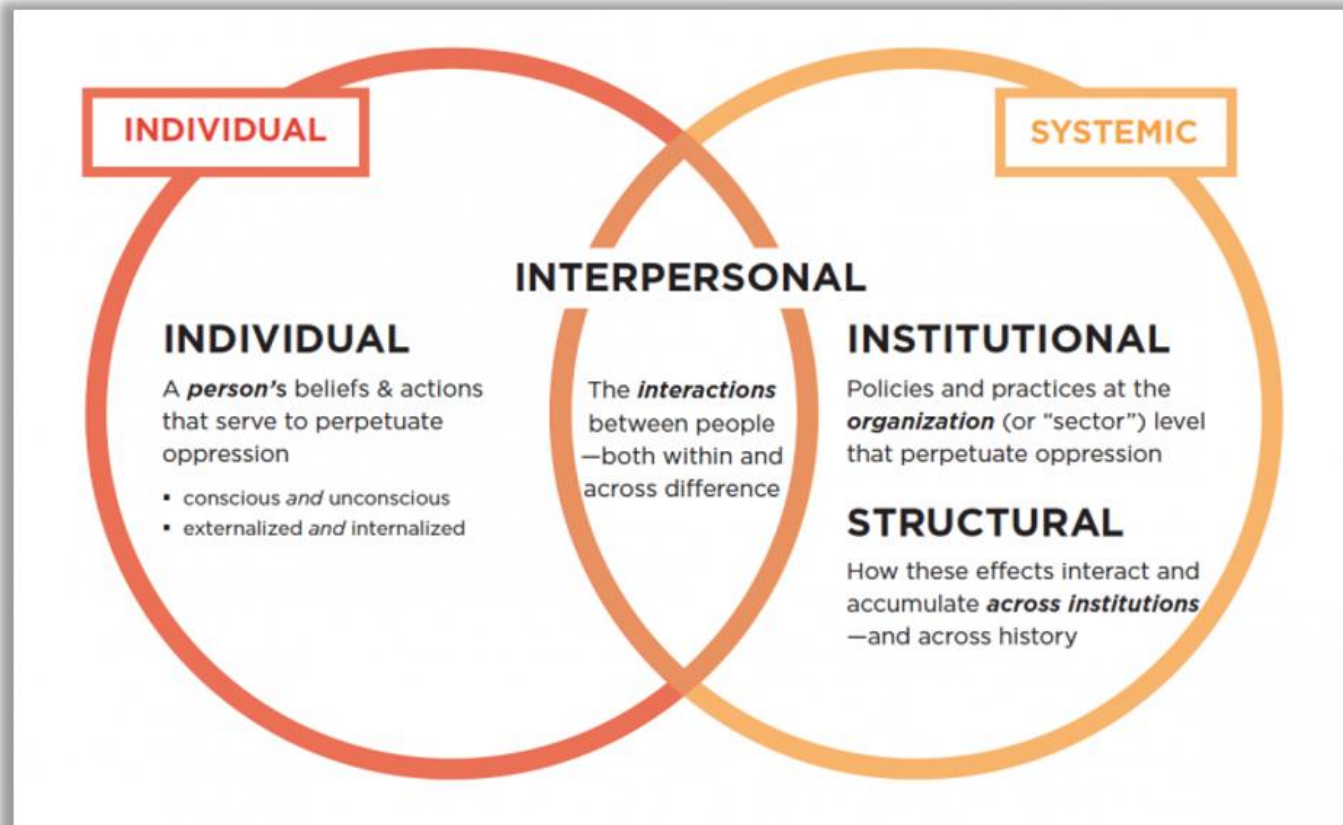 INDIVIDUAL
SYSTEMIC
INTERPERSONAL
INDIVIDUAL
A person's beliefs & actions
that serve to perpetuate
oppression
▪ conscious and unconscious
▪ externalized and internalized
The interactions
between people
—both within and
across difference
INSTITUTIONAL
Policies and practices at the
organization (or “sector”) level
that perpetuate oppression
STRUCTURAL
How these effects interact and
accumulate across institutions
—and across history